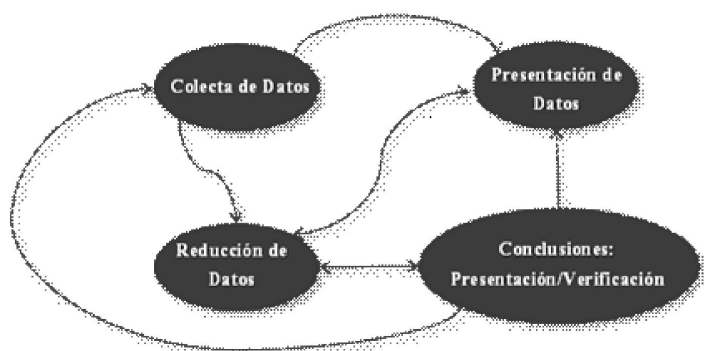 Colecta de Datos
Presentación de
Datos
Reducción de
Datos
Conclusiones:
Presentación/Verificación